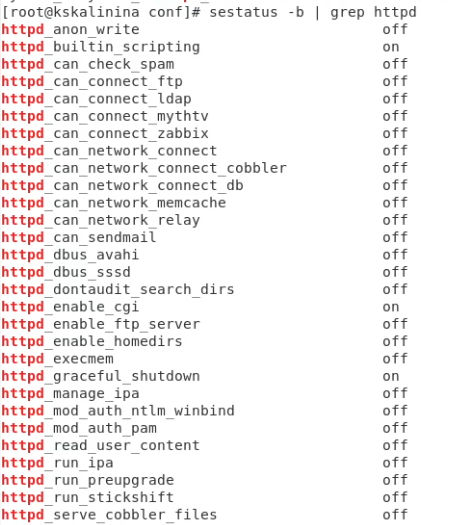 [root@kskalinina conf]# sestatus -b | grep httpd
httpd_anon_write off
httpd_builtin_scripting on
httpd_can_check_spam off
httpd_can_connect_ftp off
httpd_can_connect_ldap off
httpd_can_connect_mythtv off
httpd_can_connect_zabbix off
httpd_can_network_connect off
httpd_can_network_connect_cobbler off
httpd_can_network_connect_db off
httpd_can_network_memcache off
httpd_can_network_relay off
httpd_can_sendmail off
httpd_dbus_avahi off
httpd_dbus_sssd off
httpd_dontaudit_search_dirs off
httpd_enable_cgi on
httpd_enable_ftp_server off
httpd_enable_homedirs off
httpd_execmem off
httpd_graceful_shutdown on
httpd_manage_ipa off
httpd_mod_auth_ntlm_winbind off
httpd_mod_auth_pam off
httpd_read_user_content off
httpd_run_ipa off
httpd_run_preupgrade off
httpd_run_stickshift off
httpd_serve_cobbler_files off